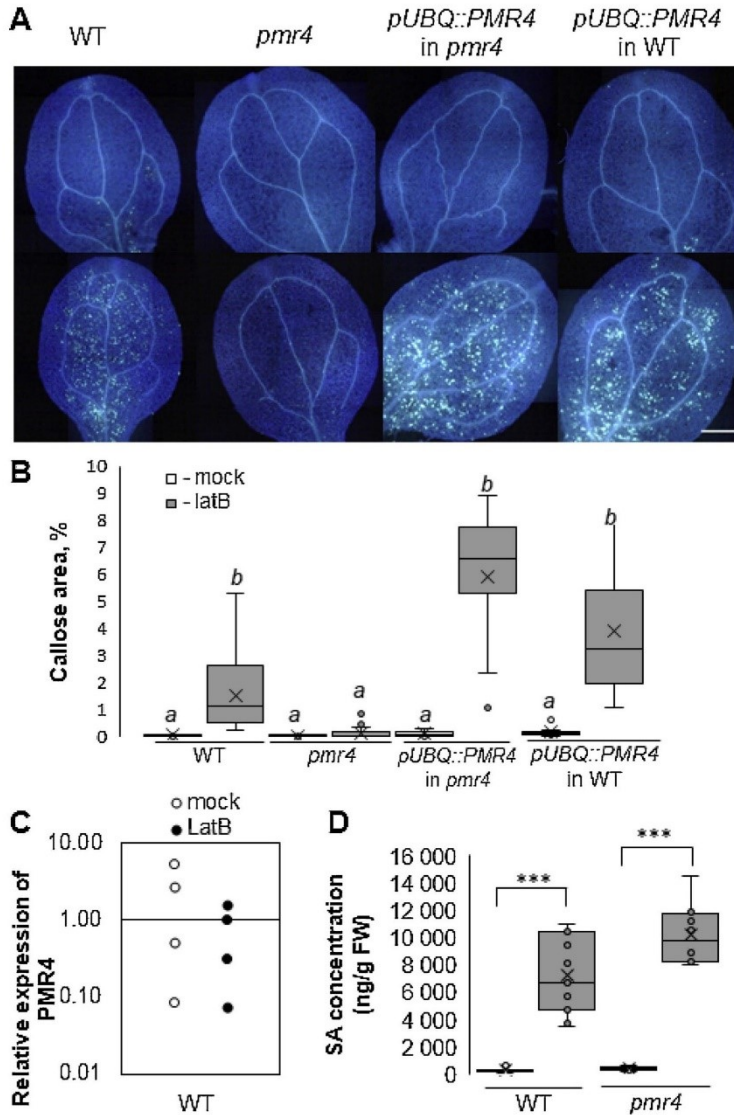 A
WT
pmr4
pUBQ::PMR4
in pmr4
pUBQ::PMR4
in WT
B
Callose area, %
10
9
8
7
6
5
4
3
2
1
0
- mock
- latB
a
b
a
a
a
b
a
b
WT
pmr4
pUBQ::PMR4
in pmr4
pUBQ::PMR4
in WT
C
mock
LatB
Relative expression of
PMR4
10.00
1.00
0.10
0.01
WT
D
SA concentration
(ng/g FW)
16 000
14 000
12 000
10 000
8 000
6 000
4 000
2 000
0
***
***
WT
pmr4